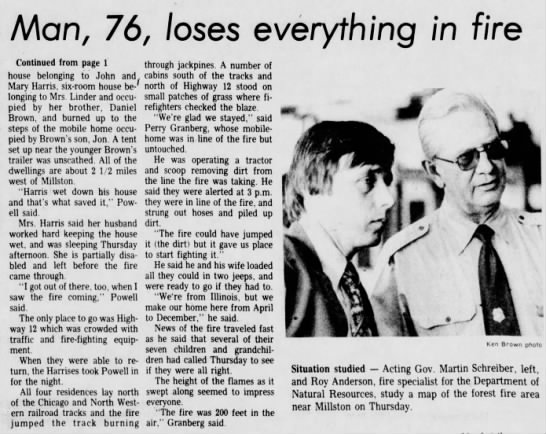 Man, 76, loses everything in fire
Continued from page 1
house belonging to John and
Mary Harris, six-room house be-
longing to Mrs. Linder and occu-
pied by her brother, Daniel
Brown, and burned up to the
steps of the mobile home occu-
pied by Brown's son, Jon. A tent
set up near the younger Brown's
trailer was unscathed. All of the
dwellings are about 2 1/2 miles
west of Millston.
"Harris wet down his house
and that's what saved it," Pow-
ell said.
Mrs. Harris said her husband
worked hard keeping the house
wet, and was sleeping Thursday
afternoon. She is partially disa-
bled and left before the fire
came through.
"I got out of there, too, when I
saw the fire coming," Powell
said.
The only place to go was High-
way 12 which was crowded with
traffic and fire-fighting equip-
ment.
When they were able to re-
turn, the Harrises took Powell in
for the night.
All four residences lay north
of the Chicago and North West-
ern railroad tracks and the fire
jumped the track burning
through jackpines. A number of
cabins south of the tracks and
north of Highway 12 stood on
small patches of grass where fi-
refighters checked the blaze.
"We're glad we stayed," said
Perry Granberg, whose mobile-
home was in line of the fire but
untouched.
He was operating a tractor
and scoop removing dirt from
the line the fire was taking. He
said they were alerted at 3 p.m.
they were in line of the fire, and
strung out hoses and piled up
dirt.
"The fire could have jumped
it (the dirt) but it gave us place
to start fighting it."
He said he and his wife loaded
all they could in two jeeps, and
were ready to go if they had to.
"We're from Illinois, but we
make our home here from April
to December," he said.
News of the fire traveled fast
as he said that several of their
seven children and grandchil-
dren had called Thursday to see
if they were all right.
The height of the flames as it
swept along seemed to impress
everyone.
"The fire was 200 feet in the
air," Granberg said.
Ken Brown photo
Situation studied — Acting Gov. Martin Schreiber, left,
and Roy Anderson, fire specialist for the Department of
Natural Resources, study a map of the forest fire area
near Millston on Thursday.